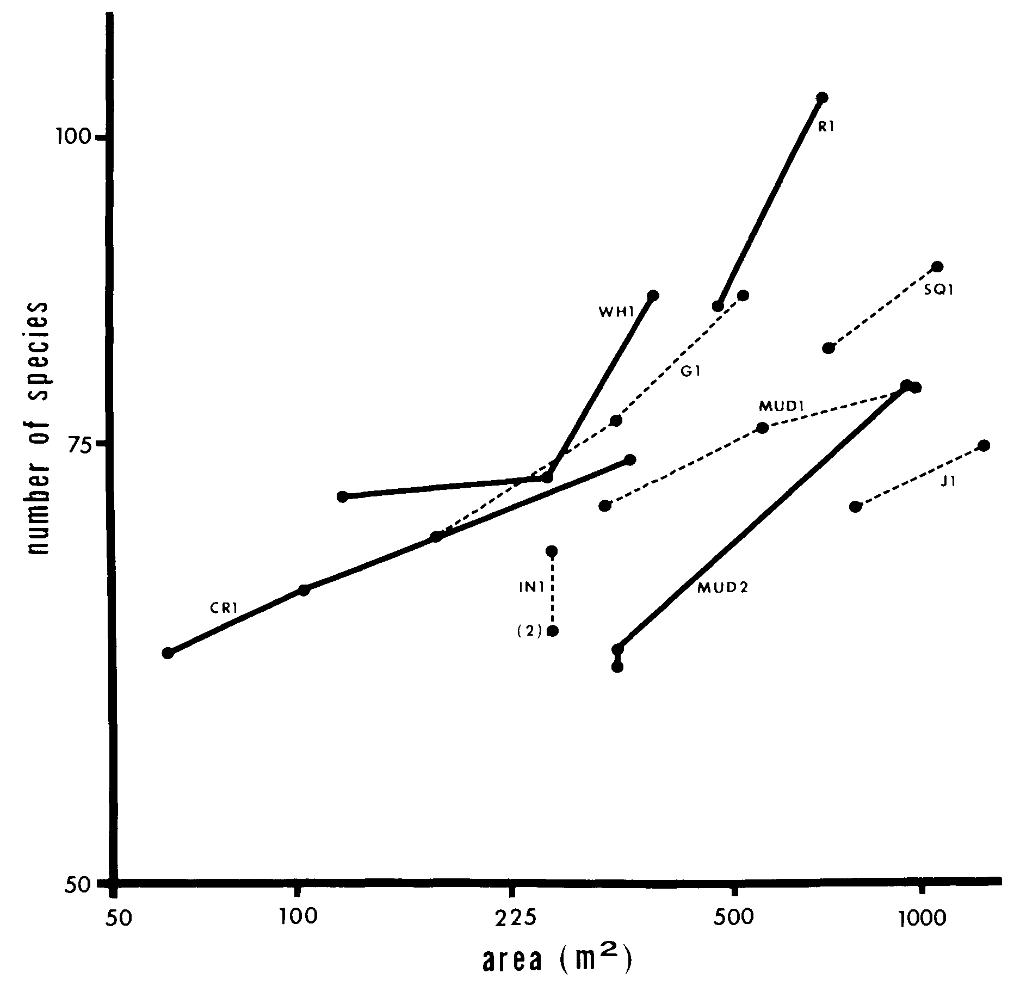 100
R1
SQ1
WH1
G1
MUD1
75
J1
IN1
MUD2
CR1
(2)
50
50 100 225 500 1000
area (m²)
number of species